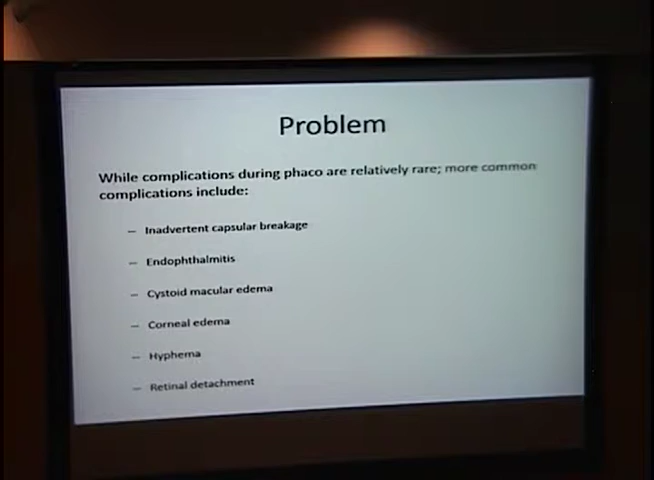 Problem
While complications during phaco are relatively rare; more common
complications include:
– Inadvertent capsular breakage
– Endophthalmitis
– Cystoid macular edema
– Corneal edema
– Hyphema
– Retinal detachment